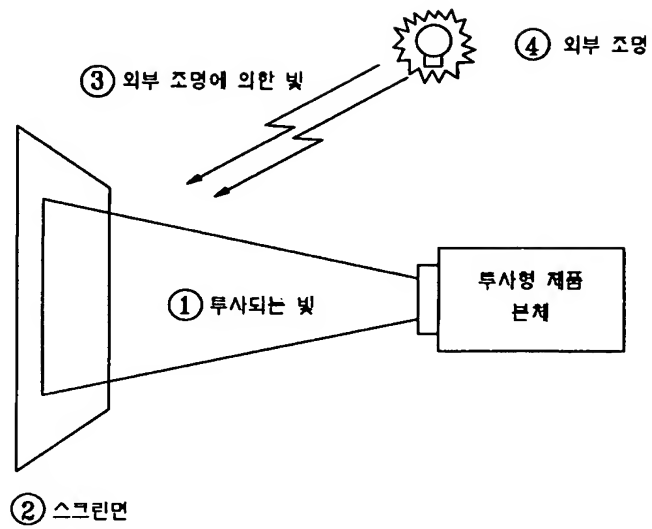 ④ 외부 조명
③ 외부 조명에 의한 빛
① 투사되는 빛
투사형 제품
본체
② 스크린면